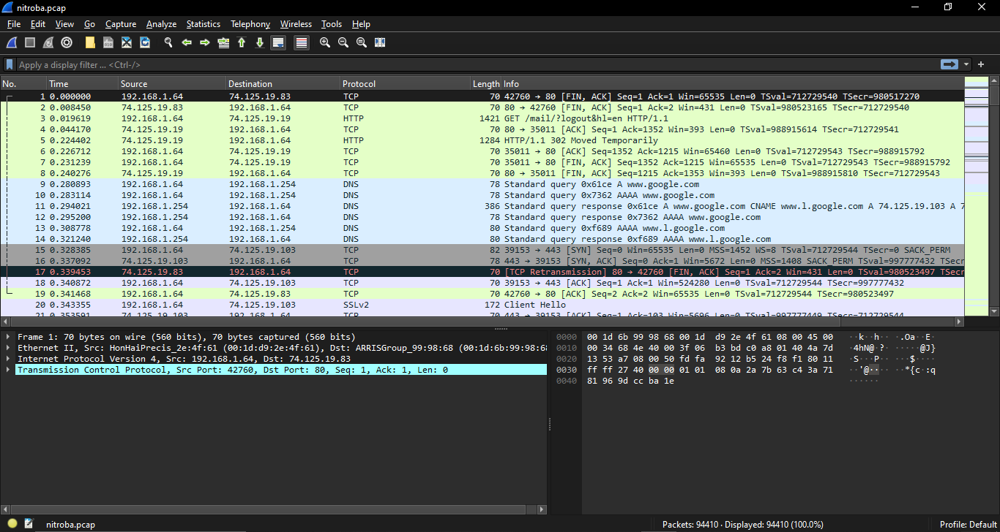 nitroba.pcap
File Edit View Go Capture Analyze Statistics Telephony Wireless Tools Help
Apply a display filter ... <Ctrl-/>
No. Time Source Destination Protocol Length Info
1 0.000000 192.168.1.64 74.125.19.83 TCP 70 42760 → 80 [FIN, ACK] Seq=1 Ack=1 Win=65535 Len=0 TSval=712729540 TSecr=980517270
2 0.008450 74.125.19.83 192.168.1.64 TCP 70 80 → 42760 [FIN, ACK] Seq=1 Ack=2 Win=431 Len=0 TSval=980523165 TSecr=712729540
3 0.019619 192.168.1.64 74.125.19.19 HTTP 1421 GET /mail/?logout&hl=en HTTP/1.1
4 0.044170 74.125.19.19 192.168.1.64 TCP 70 80 → 35011 [ACK] Seq=1 Ack=1352 Win=393 Len=0 TSval=988915614 TSecr=712729541
5 0.224402 74.125.19.19 192.168.1.64 HTTP 1284 HTTP/1.1 302 Moved Temporarily
6 0.226712 192.168.1.64 74.125.19.19 TCP 70 35011 → 80 [ACK] Seq=1352 Ack=1215 Win=65460 Len=0 TSval=712729543 TSecr=988915792
7 0.231239 192.168.1.64 74.125.19.19 TCP 70 35011 → 80 [FIN, ACK] Seq=1352 Ack=1215 Win=65535 Len=0 TSval=712729543 TSecr=988915792
8 0.240276 74.125.19.19 192.168.1.64 TCP 70 80 → 35011 [FIN, ACK] Seq=1215 Ack=1353 Win=393 Len=0 TSval=988915810 TSecr=712729543
9 0.280893 192.168.1.64 192.168.1.254 DNS 78 Standard query 0x61ce A www.google.com
10 0.283114 192.168.1.64 192.168.1.254 DNS 78 Standard query 0x7362 AAAA www.google.com
11 0.294021 192.168.1.254 192.168.1.64 DNS 386 Standard query response 0x61ce A www.google.com CNAME www.l.google.com A 74.125.19.103 A 7
12 0.295200 192.168.1.254 192.168.1.64 DNS 78 Standard query response 0x7362 AAAA www.google.com
13 0.308778 192.168.1.64 192.168.1.254 DNS 80 Standard query 0xf689 AAAA www.l.google.com
14 0.321240 192.168.1.254 192.168.1.64 DNS 80 Standard query response 0xf689 AAAA www.l.google.com
15 0.328385 192.168.1.64 74.125.19.103 TCP 82 39153 → 443 [SYN] Seq=0 Win=65535 Len=0 MSS=1452 WS=8 TSval=712729544 TSecr=0 SACK_PERM
16 0.337092 74.125.19.103 192.168.1.64 TCP 78 443 → 39153 [SYN, ACK] Seq=0 Ack=1 Win=5672 Len=0 MSS=1408 SACK_PERM TSval=997777432 TSecr
17 0.339453 74.125.19.83 192.168.1.64 TCP 70 [TCP Retransmission] 80 → 42760 [FIN, ACK] Seq=1 Ack=2 Win=431 Len=0 TSval=980523497 TSecr
18 0.340872 192.168.1.64 74.125.19.103 TCP 70 39153 → 443 [ACK] Seq=1 Ack=1 Win=524280 Len=0 TSval=712729544 TSecr=997777432
19 0.341468 192.168.1.64 74.125.19.83 TCP 70 42760 → 80 [ACK] Seq=2 Ack=2 Win=65535 Len=0 TSval=712729544 TSecr=980523497
20 0.343355 192.168.1.64 74.125.19.103 SSLv2 172 Client Hello
21 0.353591 74.125.19.103 192.168.1.64 TCP 70 443 → 39153 [ACK] Seq=1 Ack=103 Win=5696 Len=0 TSval=997777449 TSecr=712729544
Frame 1: 70 bytes on wire (560 bits), 70 bytes captured (560 bits)
Ethernet II, Src: HonHaiPrecis_2e:4f:61 (00:1d:d9:2e:4f:61), Dst: ARRISGroup_99:98:68 (00:1d:6b:99:98:6
Internet Protocol Version 4, Src: 192.168.1.64, Dst: 74.125.19.83
Transmission Control Protocol, Src Port: 42760, Dst Port: 80, Seq: 1, Ack: 1, Len: 0
0000 00 1d 6b 99 98 68 00 1d d9 2e 4f 61 08 00 45 00 ··k··h·· ·.Oa··E·
0010 00 34 68 4e 40 00 3f 06 b3 bd c0 a8 01 40 4a 7d ·4hN@·?· ·····@J}
0020 13 53 a7 08 00 50 fd fa 92 12 b5 24 f8 f1 80 11 ·S···P·· ···$····
0030 ff ff 27 40 00 00 01 01 08 0a 2a 7b 63 c4 3a 71 ··'@···· ··*{c·:q
0040 81 96 9d cc ba 1e ······
nitroba.pcap Packets: 94410 · Displayed: 94410 (100.0%) Profile: Default